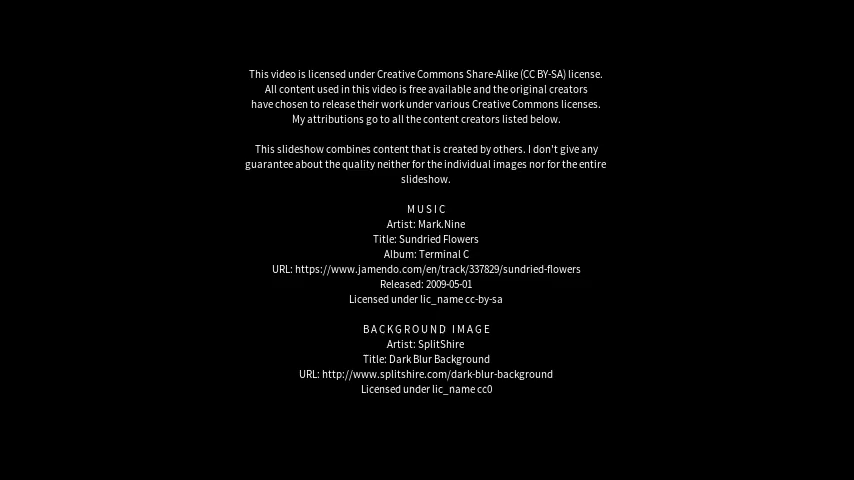 This video is licensed under Creative Commons Share-Alike (CC BY-SA) license.
All content used in this video is free available and the original creators
have chosen to release their work under various Creative Commons licenses.
My attributions go to all the content creators listed below.
This slideshow combines content that is created by others. I don't give any
guarantee about the quality neither for the individual images nor for the entire
slideshow.
MUSIC
Artist: Mark.Nine
Title: Sundried Flowers
Album: Terminal C
URL: https://www.jamendo.com/en/track/337829/sundried-flowers
Released: 2009-05-01
Licensed under lic_name cc-by-sa
BACKGROUND IMAGE
Artist: SplitShire
Title: Dark Blur Background
URL: http://www.splitshire.com/dark-blur-background
Licensed under lic_name cc0